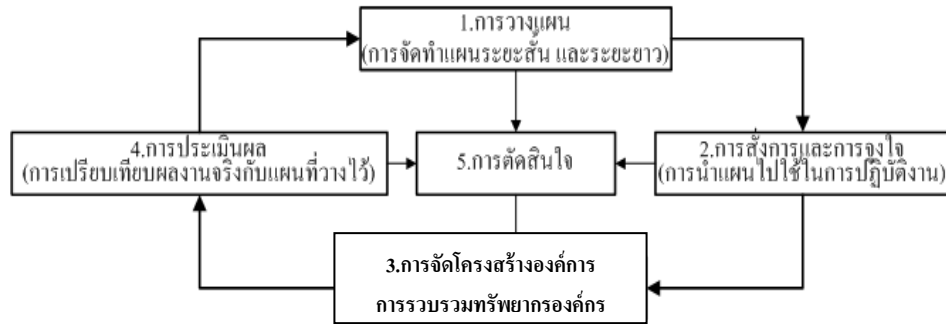 1.การวางแผน
(การจัดทำแผนระยะสั้น และระยะยาว)
4.การประเมินผล
(การเปรียบเทียบผลงานจริงกับแผนที่วางไว้)
5.การตัดสินใจ
2.การสั่งการและการจูงใจ
(การนำแผนไปใช้ในการปฏิบัติงาน)
3.การจัดโครงสร้างองค์การ
การรวบรวมทรัพยากรองค์กร